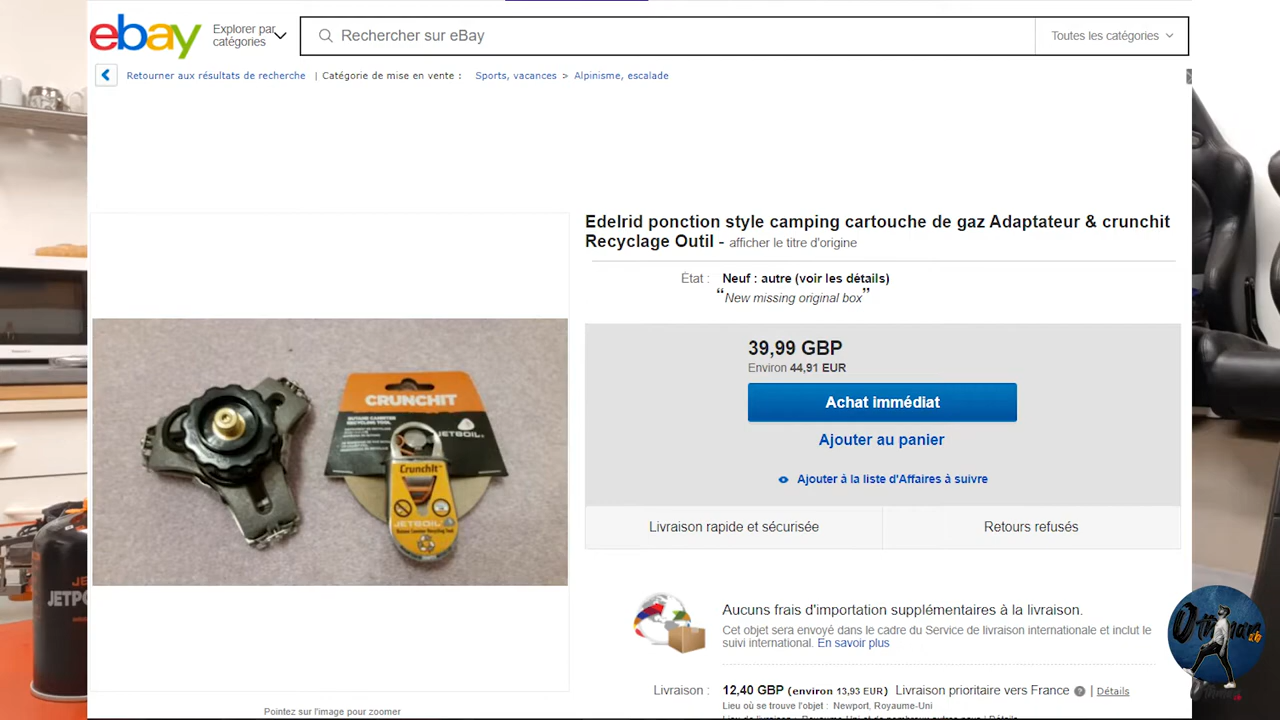 ebay
Explorer par
catégories
Rechercher sur eBay
Toutes les catégories
Retourner aux résultats de recherche | Catégorie de mise en vente : Sports, vacances > Alpinisme, escalade
Edelrid ponction style camping cartouche de gaz Adaptateur & crunchit
Recyclage Outil - afficher le titre d'origine
État : Neuf : autre (voir les détails)
“New missing original box”
39,99 GBP
Environ 44,91 EUR
Achat immédiat
Ajouter au panier
Ajouter à la liste d'Affaires à suivre
Livraison rapide et sécurisée
Retours refusés
CRUNCHIT
BUTANE CANISTER
RECYCLING TOOL
JETBOIL
CrunchIt
JETBOIL
Aucuns frais d'importation supplémentaires à la livraison.
Cet objet sera envoyé dans le cadre du Service de livraison internationale et inclut le
suivi international. En savoir plus
Livraison : 12,40 GBP (environ 13,93 EUR) Livraison prioritaire vers France ? | Détails
Lieu où se trouve l'objet : Newport, Royaume-Uni
Pointez sur l'image pour zoomer
JETPO
Othman